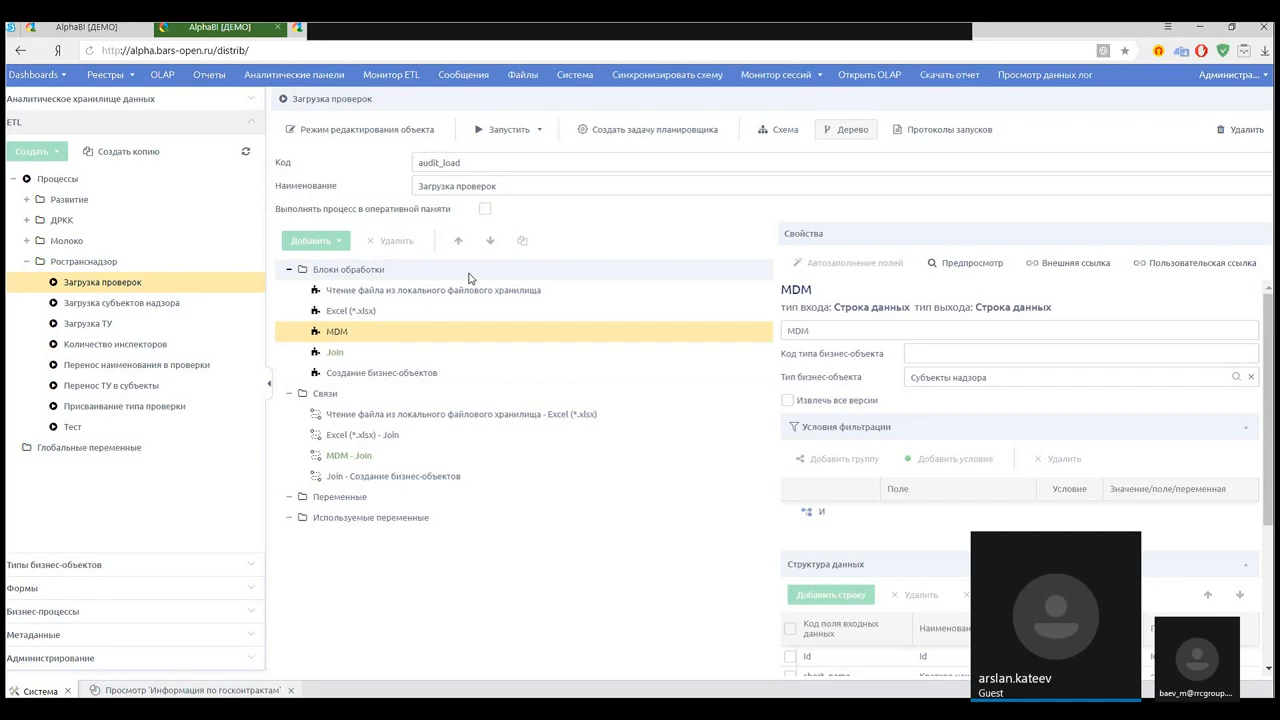 AlphaBI [ДЕМО]
AlphaBI [ДЕМО]
http://alpha.bars-open.ru/distrib/
Dashboards Реестры OLAP Отчеты Аналитические панели Монитор ETL Сообщения Файлы Система Синхронизировать схему Монитор сессий Открыть OLAP Скачать отчет Просмотр данных лог Администра...
Аналитическое хранилище данных
ETL
Создать Создать копию
Процессы
Развитие
ДРКК
Молоко
Ространснадзор
Загрузка проверок
Загрузка субъектов надзора
Загрузка ТУ
Количество инспекторов
Перенос наименования в проверки
Перенос ТУ в субъекты
Присваивание типа проверки
Тест
Глобальные переменные
Типы бизнес-объектов
Формы
Бизнес-процессы
Метаданные
Администрирование
Загрузка проверок
Режим редактирования объекта Запустить Создать задачу планировщика Схема Дерево Протоколы запусков Удалить
Код audit_load
Наименование Загрузка проверок
Выполнять процесс в оперативной памяти
Добавить Удалить
Блоки обработки
Чтение файла из локального файлового хранилища
Excel (*.xlsx)
MDM
Join
Создание бизнес-объектов
Связи
Чтение файла из локального файлового хранилища - Excel (*.xlsx)
Excel (*.xlsx) - Join
MDM - Join
Join - Создание бизнес-объектов
Переменные
Используемые переменные
Свойства
Автозаполнение полей Предпросмотр Внешняя ссылка Пользовательская ссылка
MDM
тип входа: Строка данных тип выхода: Строка данных
MDM
Код типа бизнес-объекта
Тип бизнес-объекта Субъекты надзора
Извлечь все версии
Условия фильтрации
Добавить группу Добавить условие Удалить
Поле Условие Значение/поле/переменная
И
Структура данных
Добавить строку Удалить
Код поля входных данных
Id Id
arslan.kateev
Guest
baev_m@rrcgroup....
Система Просмотр 'Информация по госконтрактам'